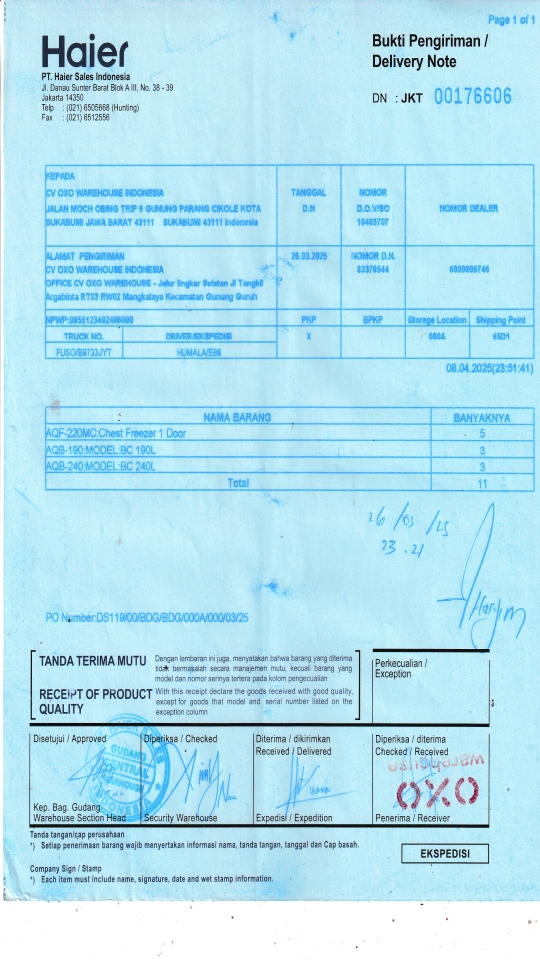 Page 1 of 1
Haier
PT. Haier Sales Indonesia
Jl. Danau Sunter Barat Blok A III, No. 38 - 39
Jakarta 14350
Telp : (021) 6505668 (Hunting)
Fax : (021) 6512556
Bukti Pengiriman /
Delivery Note
DN : JKT 00176606
KEPADA
CV OXO WAREHOUSE INDONESIA
JALAN MOCH OBING TRIP 6 GUNUNG PARANG CIKOLE KOTA
SUKABUMI JAWA BARAT 43111 SUKABUMI 43111 Indonesia
TANGGAL
D.N
NOMOR
D.O.V/SO
10485707
NOMOR DEALER
ALAMAT PENGIRIMAN
CV OXO WAREHOUSE INDONESIA
OFFICE CV OXO WAREHOUSE - Jalur lingkar Selatan Jl Tangkil
Argabinta RT03 RW02 Mangkalaya Kecamatan Gunung Guruh
26.03.2025
NOMOR D.N.
83376544
NPWP:
PKP
BPKP
Storege Location
Shipping Point
TRUCK NO.
DRIVER/EKSPEDISI
X
000A
65D1
FUSO/B9733JYT
HUMALA/E88
08.04.2025(23:51:41)
NAMA BARANG
BANYAKNYA
AQF-220MC:Chest Freezer 1 Door
5
AQB-190:MODEL:BC 190L
3
AQB-240:MODEL:BC 240L
3
Total
11
26/03/25
23.21
PO Number:DS119/00/BDG/BDG/000A/000/03/25
TANDA TERIMA MUTU
Dengan lembaran ini juga, menyatakan bahwa barang yang diterima
tidak bermasalah secara manajemen mutu, kecuali barang yang
model dan nomor serinya tertera pada kolom pengecualian
RECEIPT OF PRODUCT
QUALITY
With this receipt declare the goods received with good quality,
except for goods that model and serial number listed on the
exception column
Perkecualian /
Exception
Disetujui / Approved
Kep. Bag. Gudang
Warehouse Section Head
GUDANG
CENTRAL
WAREHOUSE
INDONESIA
Diperiksa / Checked
Security Warehouse
Diterima / dikirimkan
Received / Delivered
Expedisi / Expedition
Diperiksa / diterima
Checked / Received
warehouse
OXO
Penerima / Receiver
Tanda tangan/cap perusahaan
*) Setiap penerimaan barang wajib menyertakan informasi nama, tanda tangan, tanggal dan Cap basah.
EKSPEDISI
Company Sign / Stamp
*) Each item must include name, signature, date and wet stamp information.